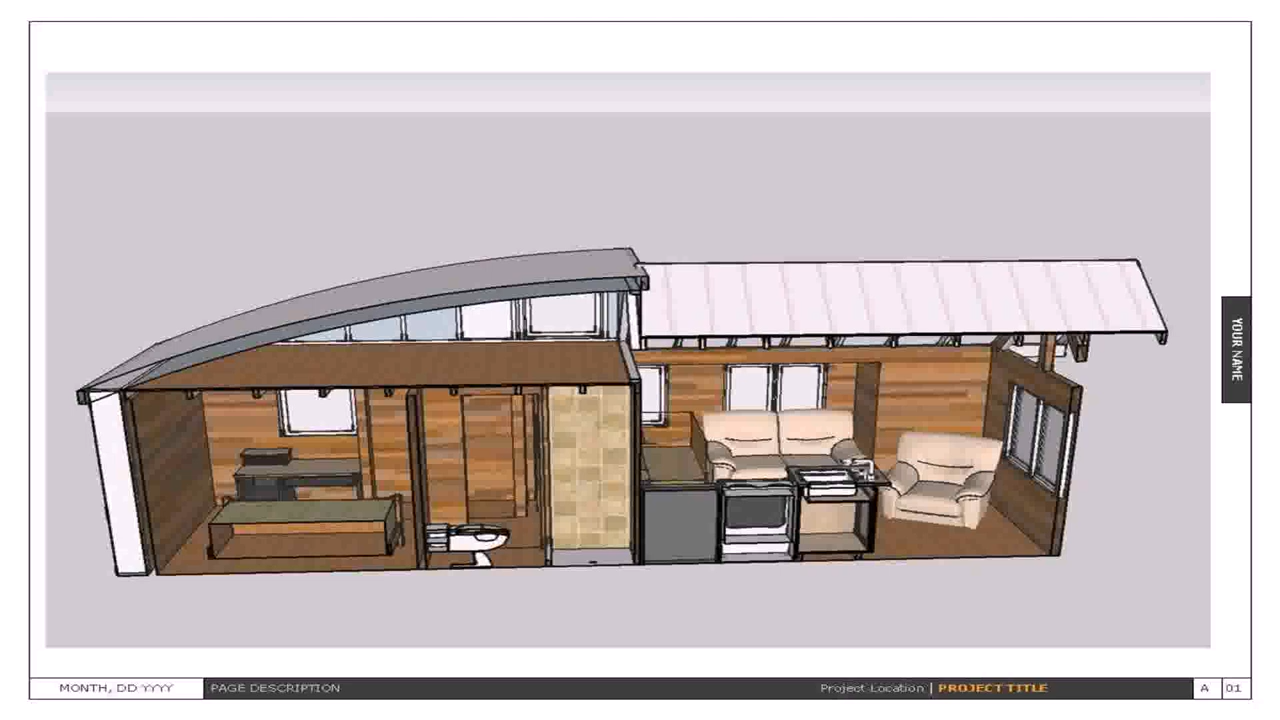 YOUR NAME
MONTH, DD YYYY
PAGE DESCRIPTION
Project Location | PROJECT TITLE
A 01